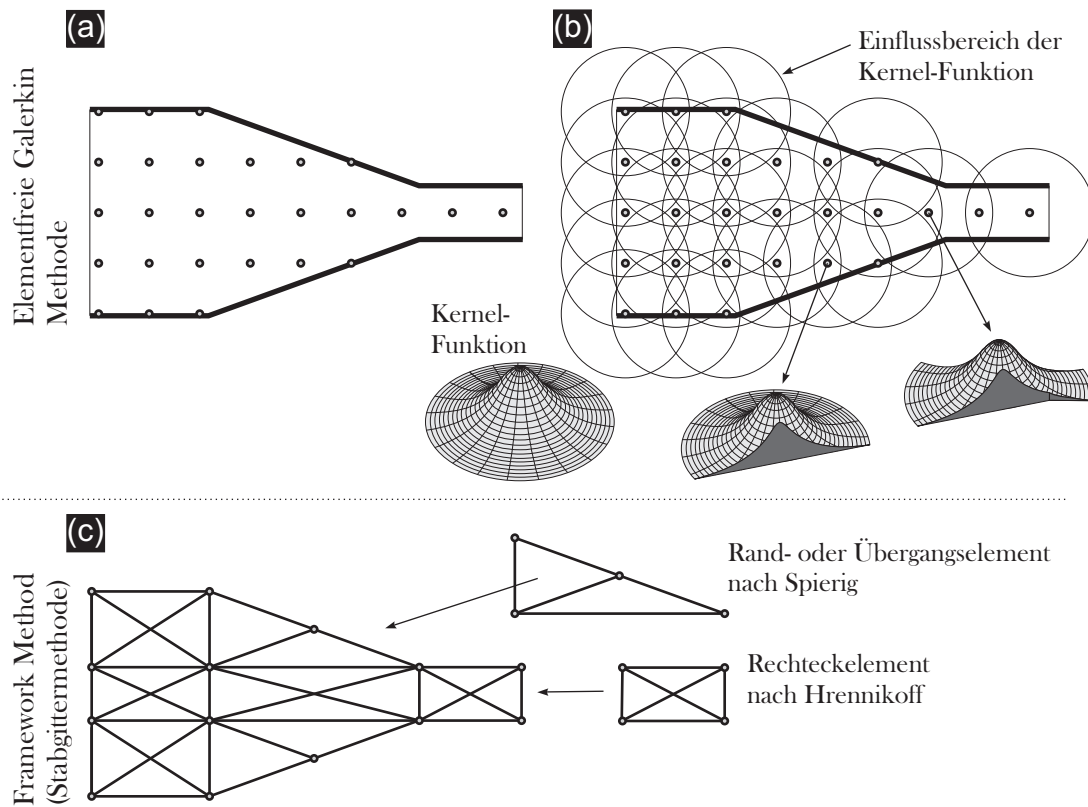 (a)
(b)
Elementfreie Galerkin
Methode
Einflussbereich der
Kernel-Funktion
Kernel-
Funktion
(c)
Framework Method
(Stabgittermethode)
Rand- oder Übergangselement
nach Spierig
Rechteckelement
nach Hrennikoff